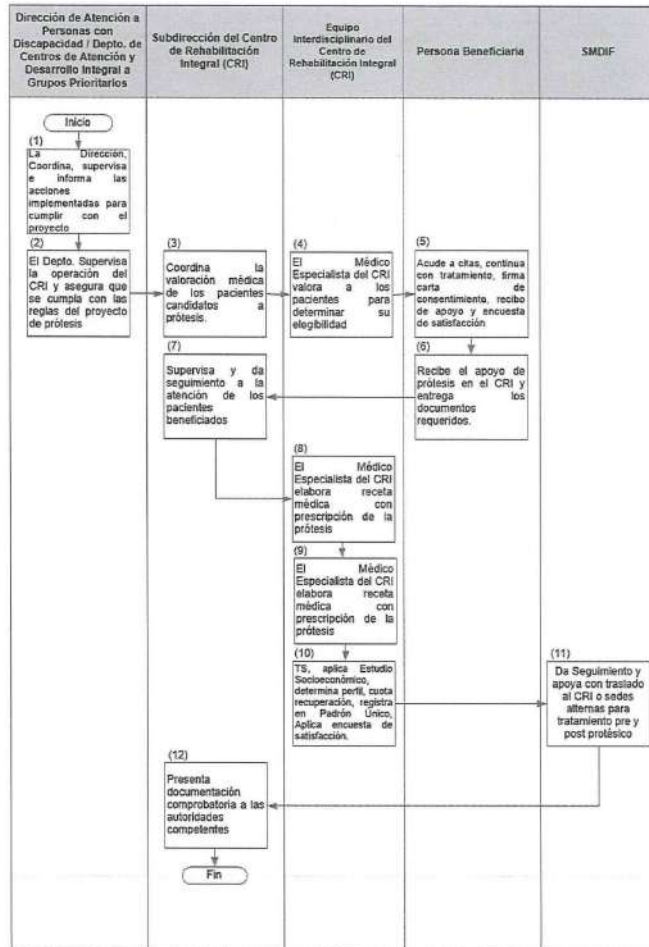 Dirección de Atención a
Personas con
Discapacidad / Depto. de
Centros de Atención y
Desarrollo Integral a
Grupos Prioritarios
Subdirección del Centro
de Rehabilitación
Integral (CRI)
Equipo
Interdisciplinario del
Centro de
Rehabilitación Integral
(CRI)
Persona Beneficiaria
SMDIF
Inicio
(1)
La Dirección,
Coordina, supervisa
e informa las
acciones
implementadas para
cumplir con el
proyecto
(2)
El Depto. Supervisa
la operación del
CRI y asegura que
se cumpla con las
reglas del proyecto
de prótesis
(3)
Coordina la
valoración médica
de los pacientes
candidatos a
prótesis.
(4)
El Médico
Especialista del CRI
valora a los
pacientes para
determinar su
elegibilidad
(5)
Acude a citas, continua
con tratamiento, firma
carta de
consentimiento, recibo
de apoyo y encuesta de
satisfacción
(6)
Recibe el apoyo de
prótesis en el CRI y
entrega los
documentos
requeridos.
(7)
Supervisa y da
seguimiento a la
atención de los
pacientes
beneficiados
(8)
El Médico
Especialista del CRI
elabora receta
médica con
prescripción de la
prótesis
(9)
El Médico
Especialista del CRI
elabora receta
médica con
prescripción de la
prótesis
(10)
TS, aplica Estudio
Socioeconómico,
determina perfil, cuota
recuperación, registra
en Padrón Único,
Aplica encuesta de
satisfacción.
(11)
Da Seguimiento y
apoya con traslado
al CRI o sedes
alternas para
tratamiento pre y
post protésico
(12)
Presenta
documentación
comprobatoria a las
autoridades
competentes
Fin